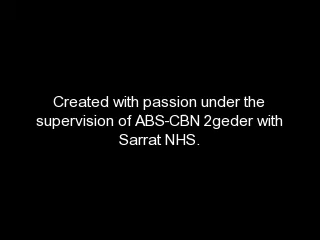 Created with passion under the
supervision of ABS-CBN 2geder with
Sarrat NHS.